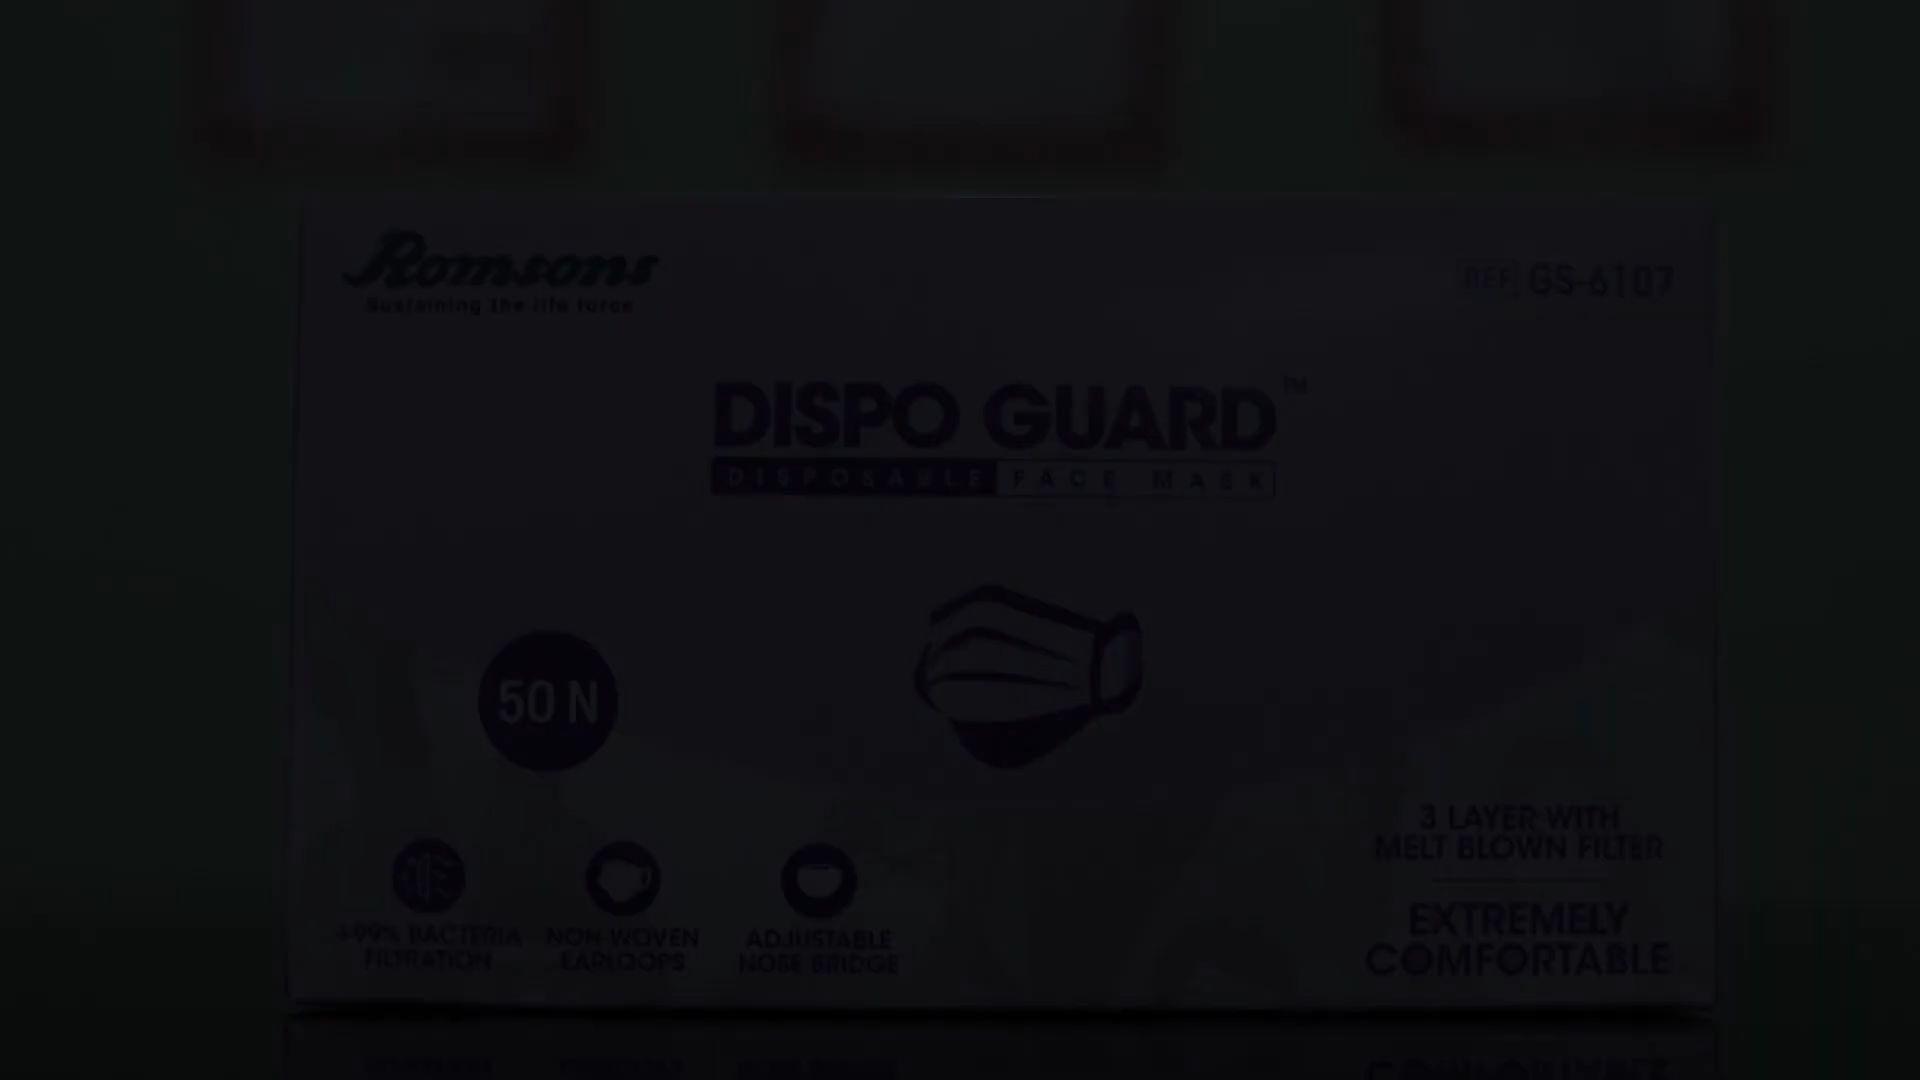 Romsons
Sustaining the life force
REF GS-6107
DISPO GUARD™
DISPOSABLE FACE MASK
50 N
3 LAYER WITH
MELT BLOWN FILTER
EXTREMELY
COMFORTABLE
>99% BACTERIA
FILTRATION
NON-WOVEN
EARLOOPS
ADJUSTABLE
NOSE BRIDGE